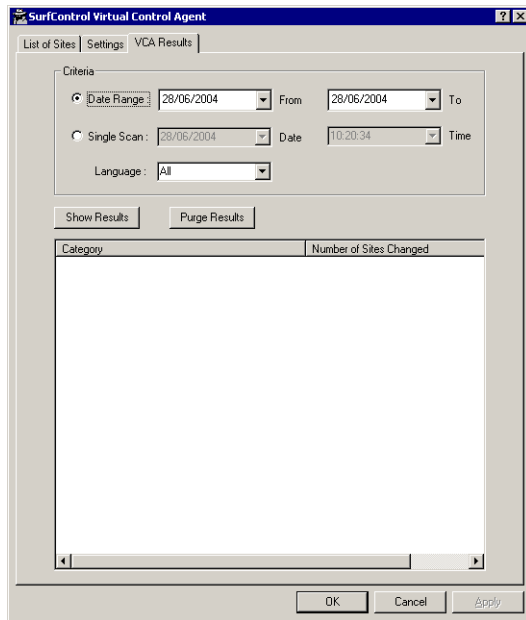 SurfControl Virtual Control Agent
List of Sites Settings VCA Results
Criteria
Date Range : 28/06/2004 From 28/06/2004 To
Single Scan : 28/06/2004 Date 10:20:34 Time
Language : All
Show Results Purge Results
Category Number of Sites Changed
OK Cancel Apply